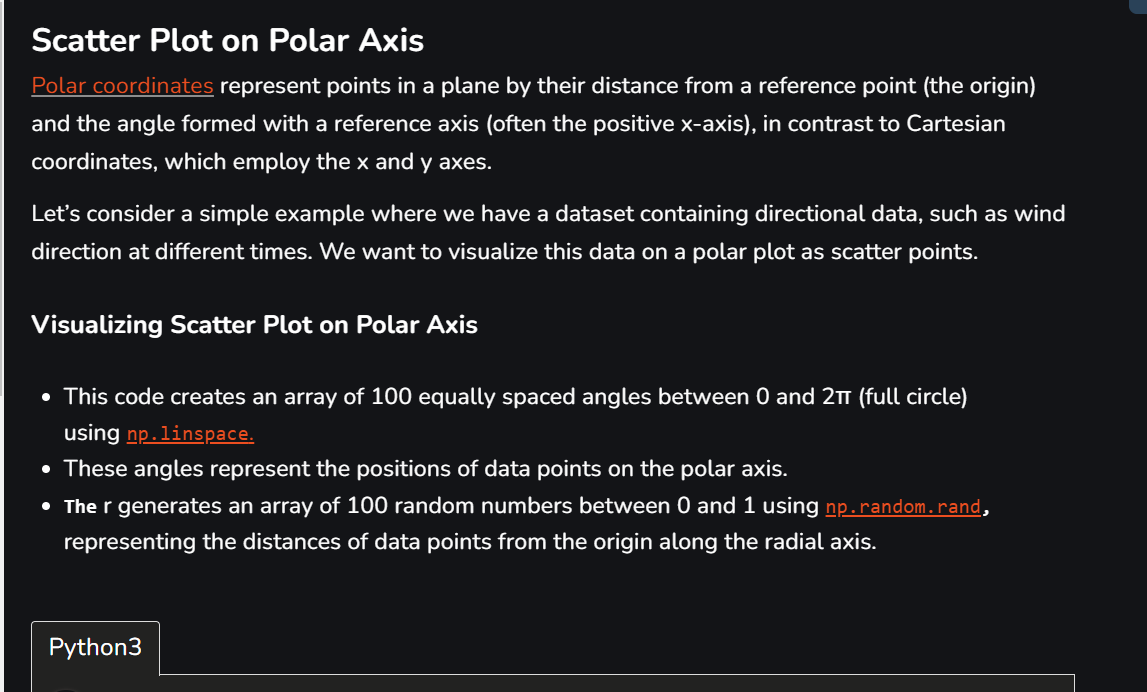 Scatter Plot on Polar Axis
Polar coordinates represent points in a plane by their distance from a reference point (the origin)
and the angle formed with a reference axis (often the positive x-axis), in contrast to Cartesian
coordinates, which employ the x and y axes.
Let’s consider a simple example where we have a dataset containing directional data, such as wind
direction at different times. We want to visualize this data on a polar plot as scatter points.
Visualizing Scatter Plot on Polar Axis
• This code creates an array of 100 equally spaced angles between 0 and 2π (full circle)
using np.linspace.
• These angles represent the positions of data points on the polar axis.
• The r generates an array of 100 random numbers between 0 and 1 using np.random.rand,
representing the distances of data points from the origin along the radial axis.
Python3